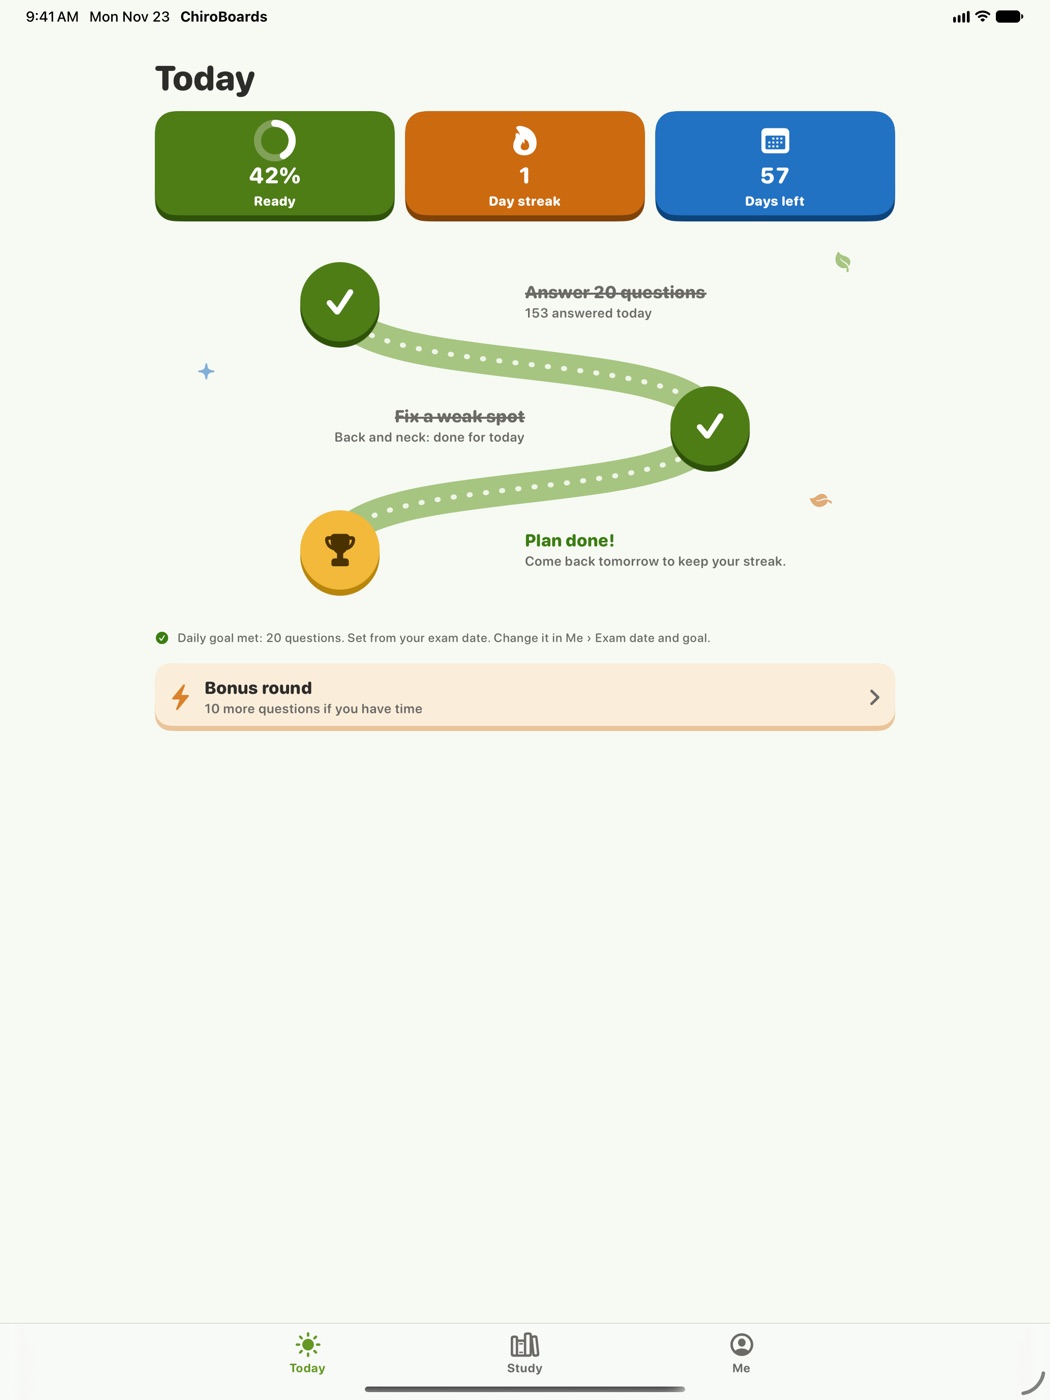 9:41 AM Mon Nov 23 ChiroBoards
Today
42%
Ready
1
Day streak
57
Days left
Answer 20 questions
153 answered today
Fix a weak spot
Back and neck: done for today
Plan done!
Come back tomorrow to keep your streak.
Daily goal met: 20 questions. Set from your exam date. Change it in Me › Exam date and goal.
Bonus round
10 more questions if you have time
Today
Study
Me